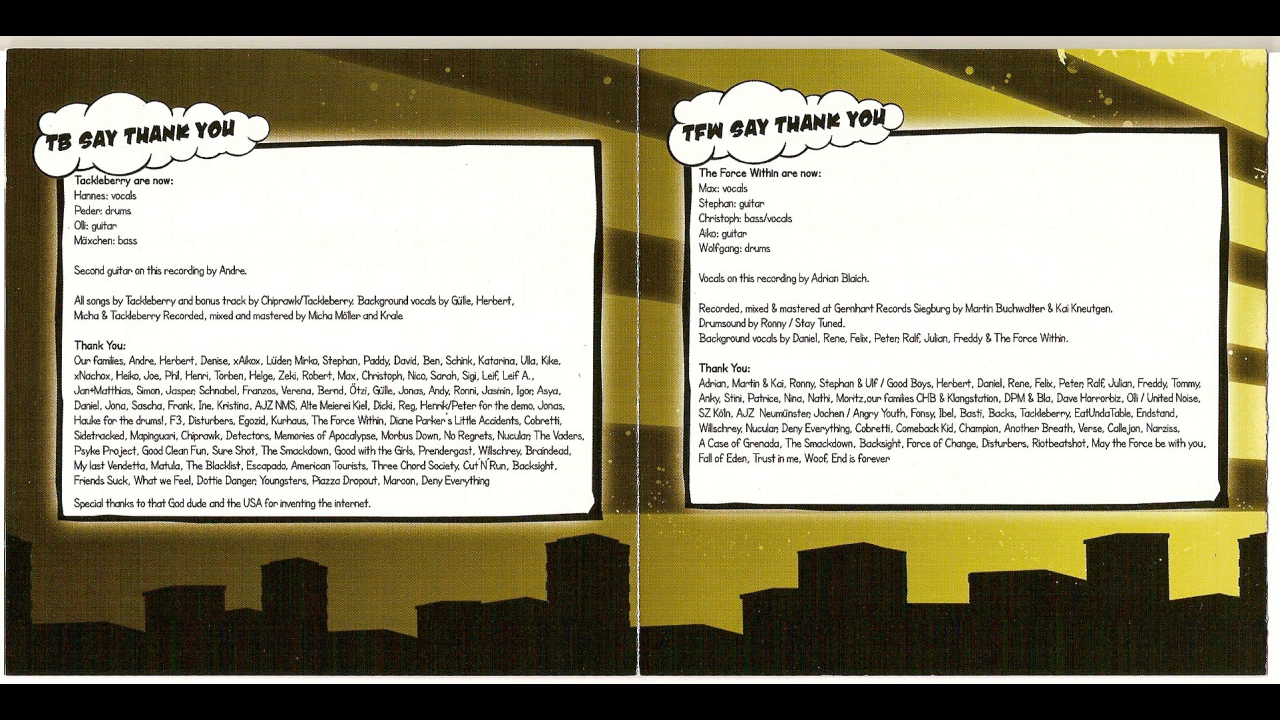 TB SAY THANK YOU
Tackleberry are now:
Hannes: vocals
Peder: drums
Olli: guitar
Mäxchen: bass
Second guitar on this recording by Andre.
All songs by Tackleberry and bonus track by Chiprawk/Tackleberry. Background vocals by Gülle, Herbert,
Micha & Tackleberry Recorded, mixed and mastered by Micha Möller and Krale
Thank You:
Our families, Andre, Herbert, Denise, xAikox, Lüder, Mirko, Stephan, Paddy, David, Ben, Schink, Katarina, Ulla, Kike,
xNachox, Heiko, Joe, Phil, Henri, Torben, Helge, Zeki, Robert, Max, Christoph, Nico, Sarah, Sigi, Leif, Leif A.,
Jan+Matthias, Simon, Jasper, Schnabel, Franzos, Verena, Bernd, Ötzi, Gülle, Jonas, Andy, Ronni, Jasmin, Igor, Asya,
Daniel, Jona, Sascha, Frank, Ine, Kristina, AJZ NMS, Alte Meierei Kiel, Dicki, Reg, Henrik/Peter for the demo, Jonas,
Hauke for the drums!, F3, Disturbers, Egozid, Kurhaus, The Force Within, Diane Parker's Little Accidents, Cobretti,
Sidetracked, Mapinguari, Chiprawk, Detectors, Memories of Apocalypse, Morbus Down, No Regrets, Nucular, The Vaders,
Psyke Project, Good Clean Fun, Sure Shot, The Smackdown, Good with the Girls, Prendergast, Willschrey, Braindead,
My last Vendetta, Matula, The Blacklist, Escapado, American Tourists, Three Chord Society, Cut'N'Run, Backsight,
Friends Suck, What we Feel, Dottie Danger, Youngsters, Piazza Dropout, Maroon, Deny Everything
Special thanks to that God dude and the USA for inventing the internet.
TFW SAY THANK YOU
The Force Within are now:
Max: vocals
Stephan: guitar
Christoph: bass/vocals
Aiko: guitar
Wolfgang: drums
Vocals on this recording by Adrian Blaich.
Recorded, mixed & mastered at Gernhart Records Siegburg by Martin Buchwalter & Kai Kneutgen.
Drumsound by Ronny / Stay Tuned.
Background vocals by Daniel, Rene, Felix, Peter, Ralf, Julian, Freddy & The Force Within.
Thank You:
Adrian, Martin & Kai, Ronny, Stephan & Ulf / Good Boys, Herbert, Daniel, Rene, Felix, Peter, Ralf, Julian, Freddy, Tommy,
Anky, Stini, Patrice, Nina, Nathi, Moritz,our families CHB & Klangstation, DPM & Bla, Dave Horrorbiz, Olli / United Noise,
SZ Köln, AJZ Neumünster, Jochen / Angry Youth, Fonsy, Ibel, Basti, Backs, Tackleberry, EatUndaTable, Endstand,
Willschrey, Nucular, Deny Everything, Cobretti, Comeback Kid, Champion, Another Breath, Verse, Callejon, Narziss,
A Case of Grenada, The Smackdown, Backsight, Force of Change, Disturbers, Riotbeatshot, May the Force be with you,
Fall of Eden, Trust in me, Woof, End is forever